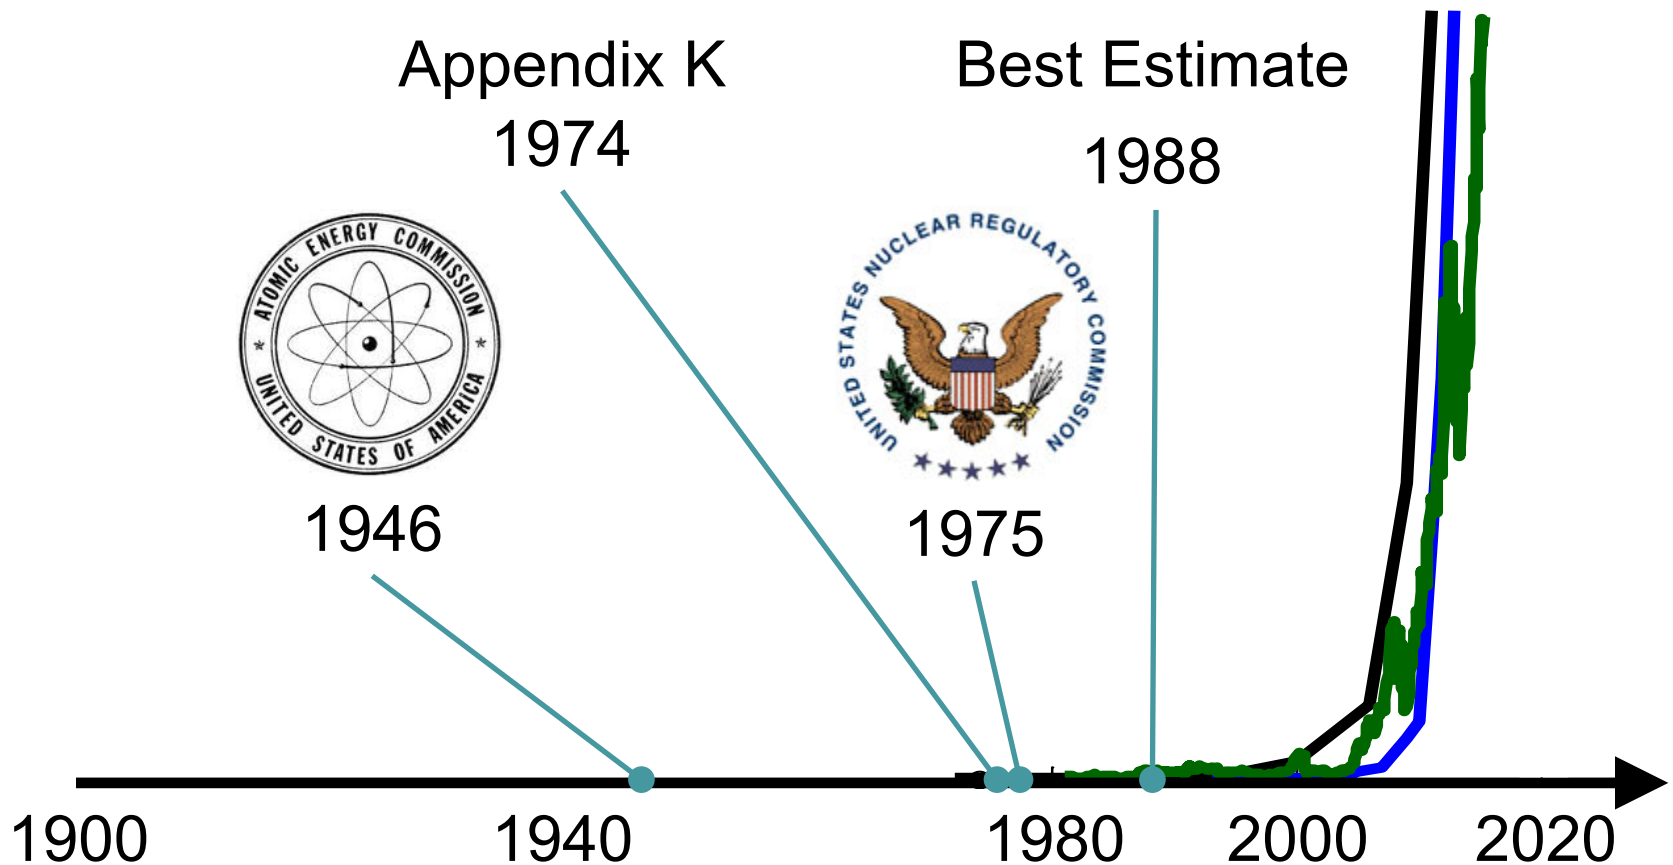 Appendix K
1974
Best Estimate
1988
ATOMIC ENERGY COMMISSION
* UNITED STATES OF AMERICA *
1946
UNITED STATES NUCLEAR REGULATORY COMMISSION
★★★★★
1975
1900 1940 1980 2000 2020